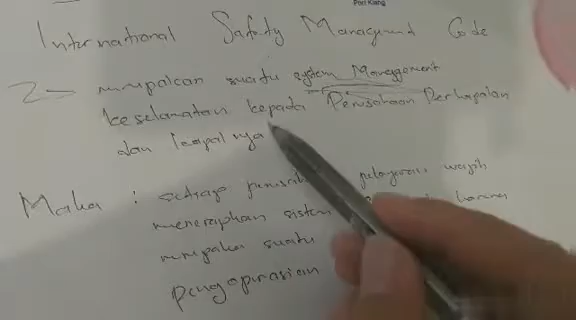 Port Klang
International Safety Management Code
merupakan suatu system Management
keselamatan kepada Perusahaan Perkapalan
dan kapal nya
Maka : setiap pelayaran wajib
menerapkan sistem karena
merupakan suatu
pengoperasian